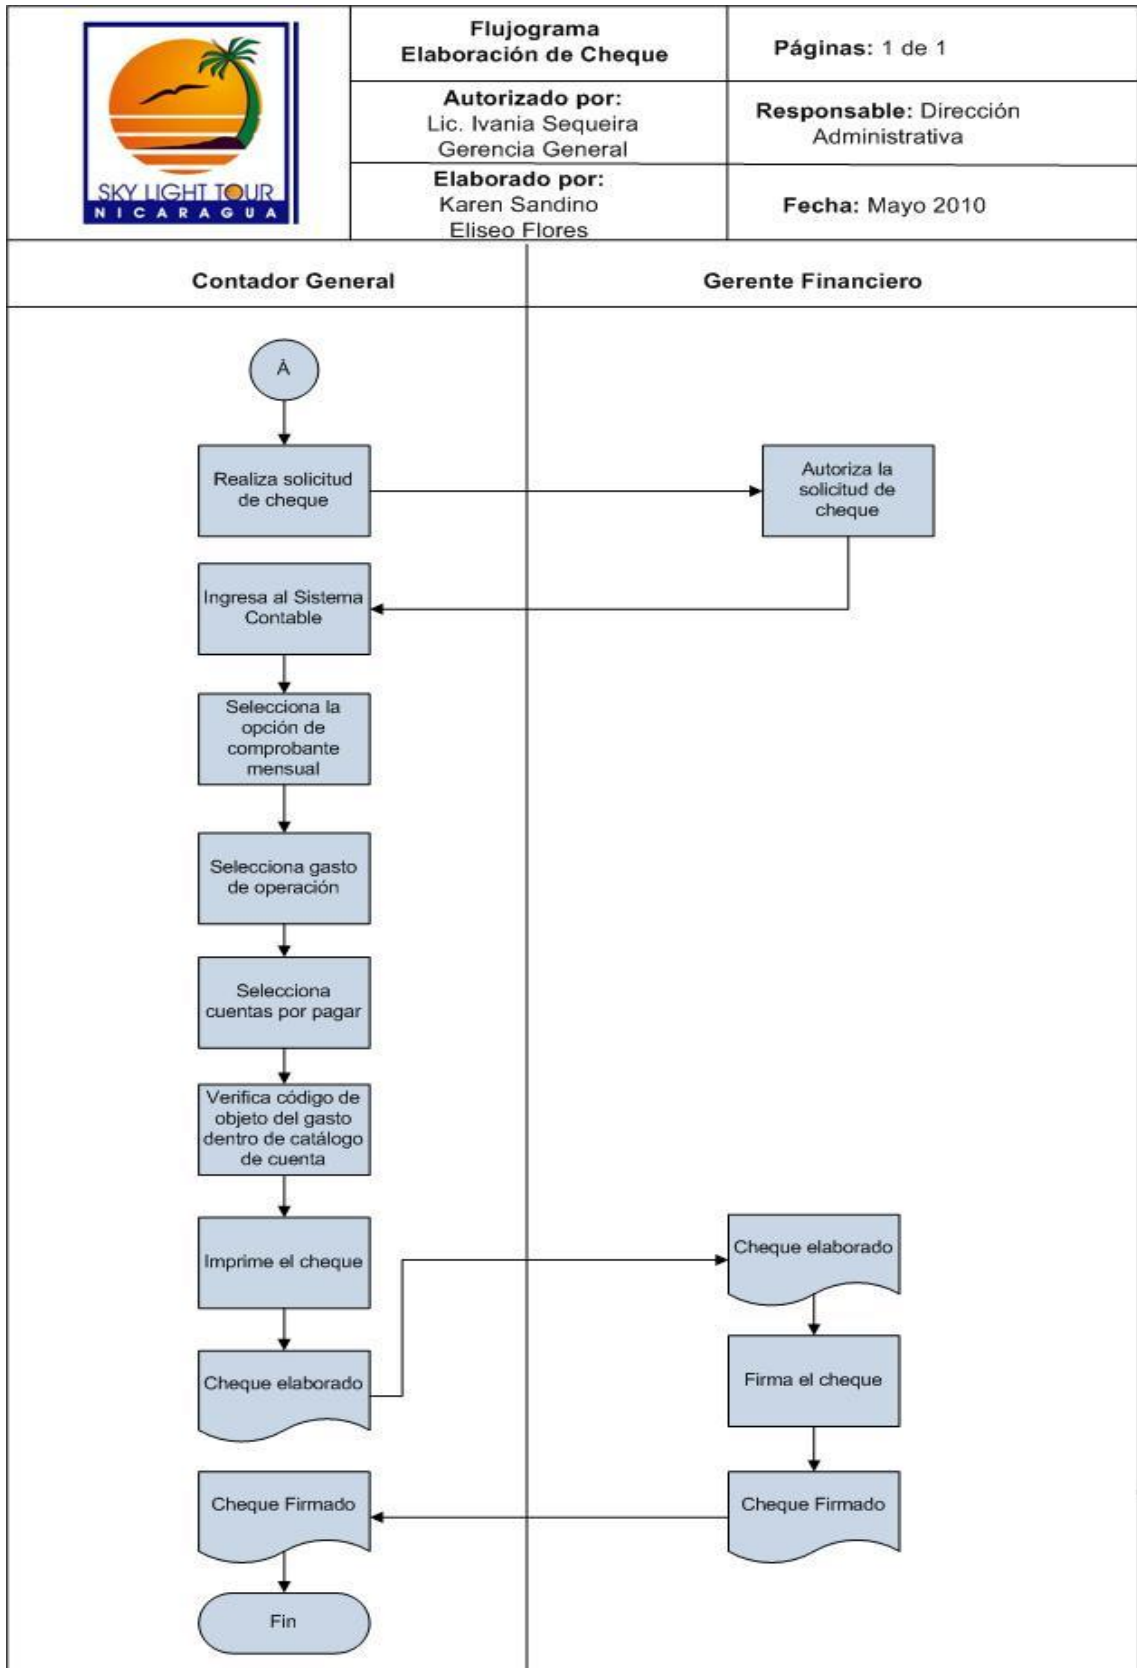 SKY LIGHT TOUR
NICARAGUA
Flujograma
Elaboración de Cheque
Páginas: 1 de 1
Autorizado por:
Lic. Ivania Sequeira
Gerencia General
Responsable: Dirección
Administrativa
Elaborado por:
Karen Sandino
Eliseo Flores
Fecha: Mayo 2010
Contador General
Gerente Financiero
À
Realiza solicitud
de cheque
Autoriza la
solicitud de
cheque
Ingresa al Sistema
Contable
Selecciona la
opción de
comprobante
mensual
Selecciona gasto
de operación
Selecciona
cuentas por pagar
Verifica código de
objeto del gasto
dentro de catálogo
de cuenta
Imprime el cheque
Cheque elaborado
Cheque elaborado
Firma el cheque
Cheque Firmado
Cheque Firmado
Fin